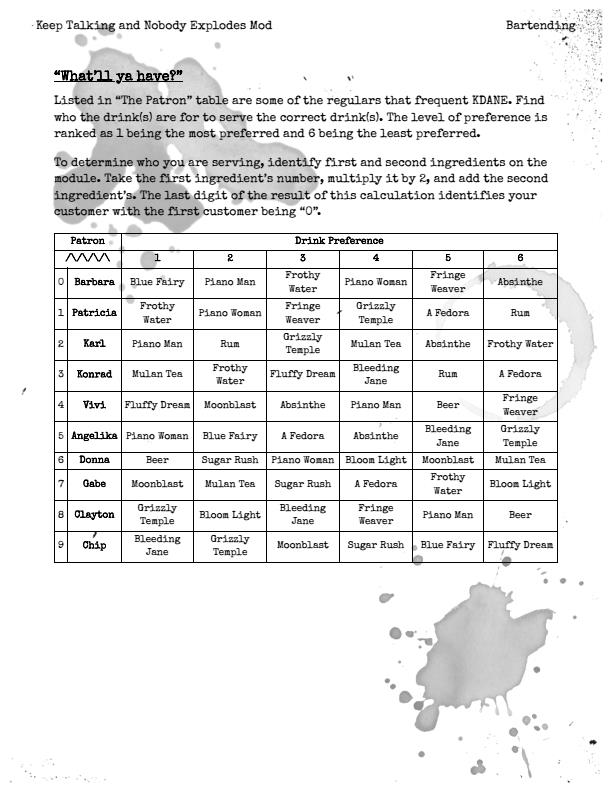 Keep Talking and Nobody Explodes Mod Bartending
“What’ll ya have?”
Listed in “The Patron” table are some of the regulars that frequent KDANE. Find
who the drink(s) are for to serve the correct drink(s). The level of preference is
ranked as 1 being the most preferred and 6 being the least preferred.
To determine who you are serving, identify first and second ingredients on the
module. Take the first ingredient’s number, multiply it by 2, and add the second
ingredient’s. The last digit of the result of this calculation identifies your
customer with the first customer being “0”.
Patron Drink Preference
1 2 3 4 5 6
0 Barbara Blue Fairy Piano Man Frothy Water Piano Woman Fringe Weaver Absinthe
1 Patricia Frothy Water Piano Woman Fringe Weaver Grizzly Temple A Fedora Rum
2 Karl Piano Man Rum Grizzly Temple Mulan Tea Absinthe Frothy Water
3 Konrad Mulan Tea Frothy Water Fluffy Dream Bleeding Jane Rum A Fedora
4 Vivi Fluffy Dream Moonblast Absinthe Piano Man Beer Fringe Weaver
5 Angelika Piano Woman Blue Fairy A Fedora Absinthe Bleeding Jane Grizzly Temple
6 Donna Beer Sugar Rush Piano Woman Bloom Light Moonblast Mulan Tea
7 Gabe Moonblast Mulan Tea Sugar Rush A Fedora Frothy Water Bloom Light
8 Clayton Grizzly Temple Bloom Light Bleeding Jane Fringe Weaver Piano Man Beer
9 Chip Bleeding Jane Grizzly Temple Moonblast Sugar Rush Blue Fairy Fluffy Dream